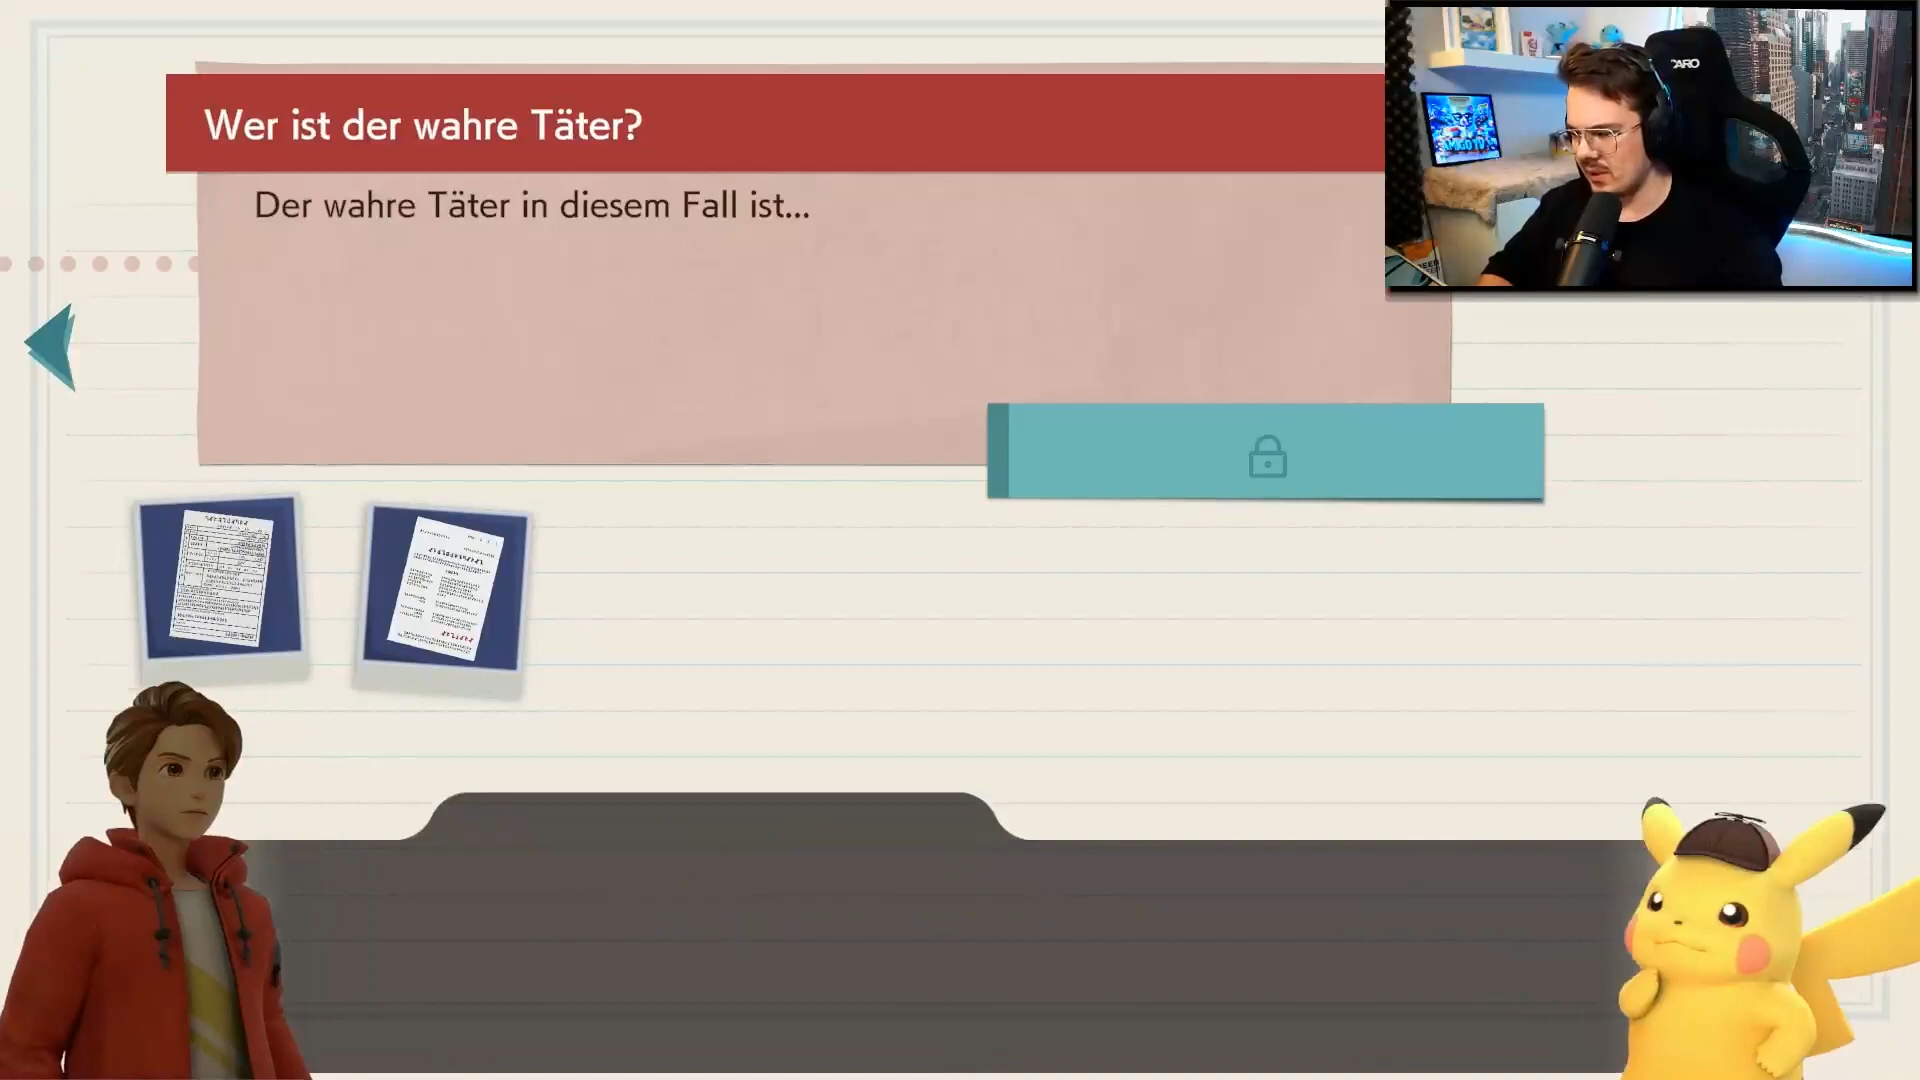 Wer ist der wahre Täter?
Der wahre Täter in diesem Fall ist...